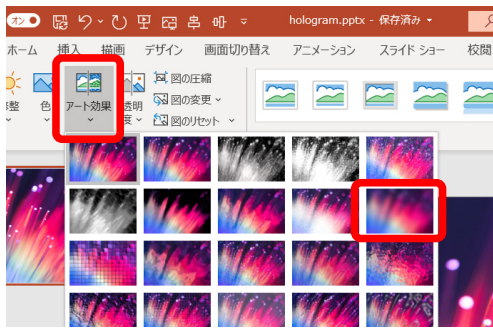 オン
hologram.pptx - 保存済み
ホーム 挿入 描画 デザイン 画面切り替え アニメーション スライド ショー 校閲
図の圧縮
整 色 アート効果 透明度 図の変更
図のリセット